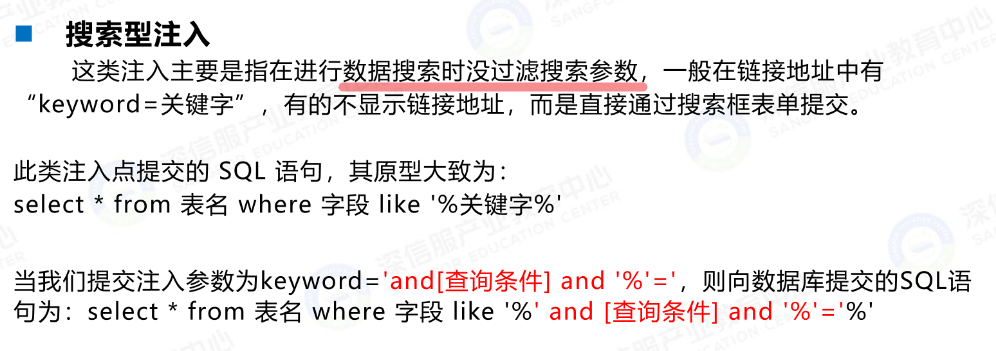 搜索型注入
这类注入主要是指在进行数据搜索时没过滤搜索参数，一般在链接地址中有
“keyword=关键字”，有的不显示链接地址，而是直接通过搜索框表单提交。
此类注入点提交的 SQL 语句，其原型大致为：
select * from 表名 where 字段 like '%关键字%'
当我们提交注入参数为keyword='and[查询条件] and '%'='，则向数据库提交的SQL语
句为：select * from 表名 where 字段 like '%' and [查询条件] and '%'='%'